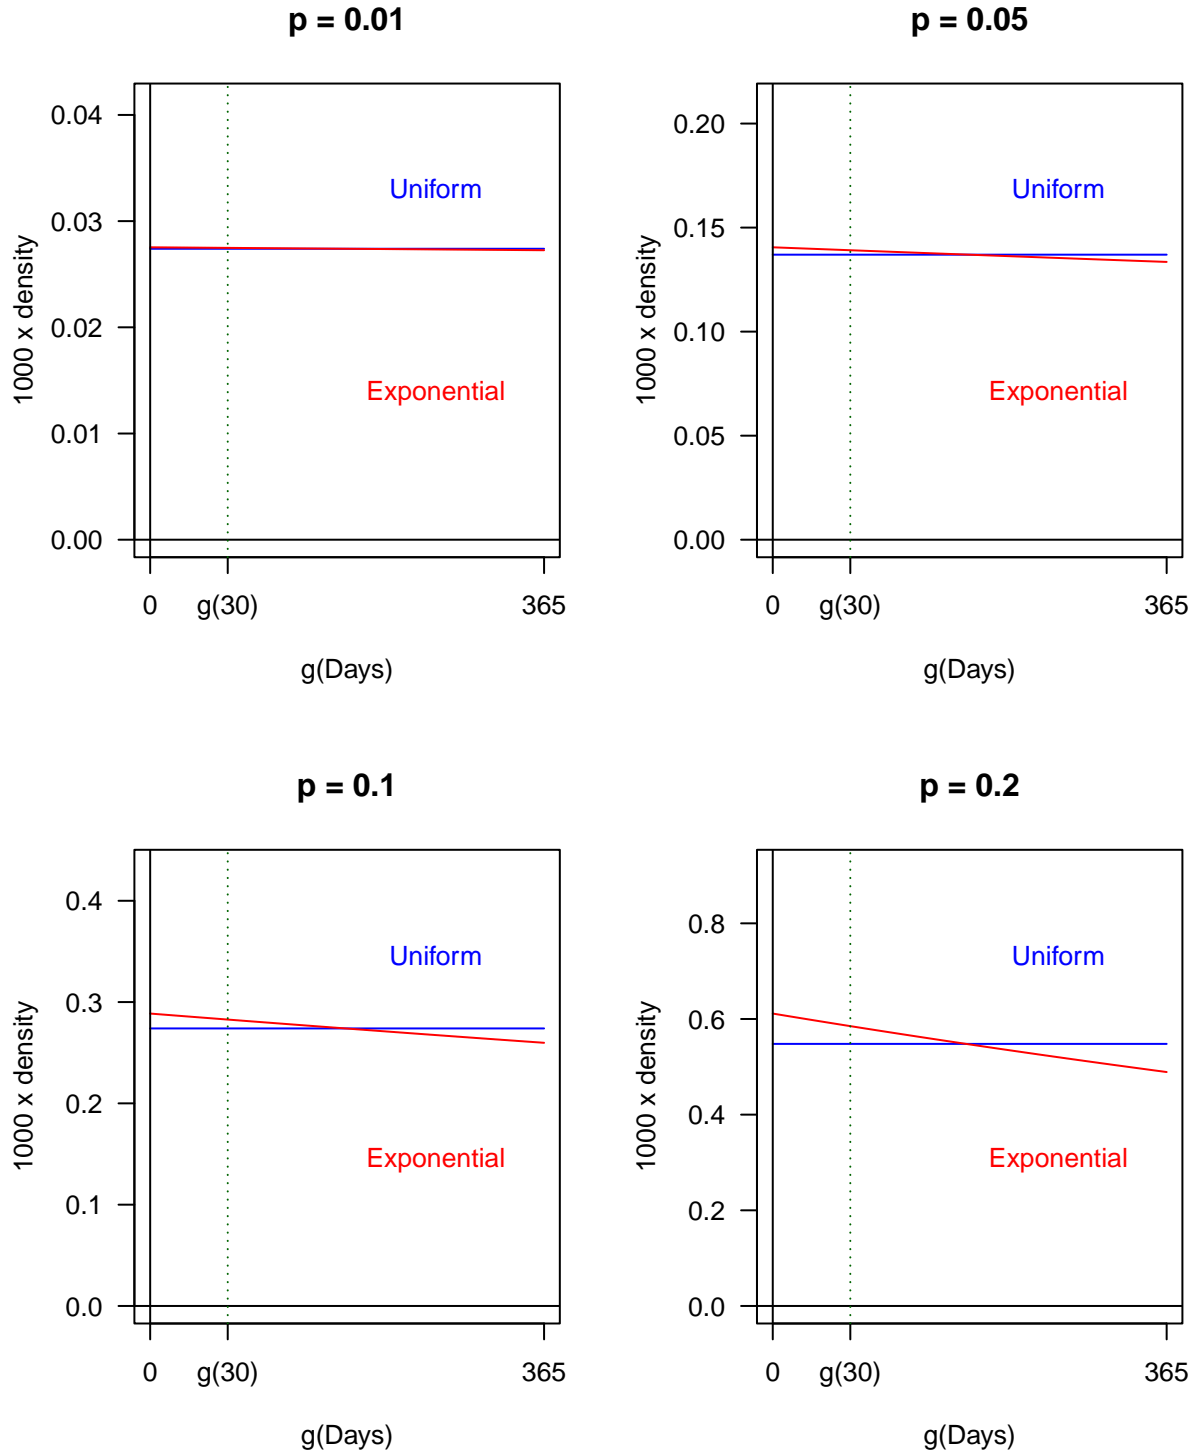 p = 0.01
1000 x density
0.04
0.03
0.02
0.01
0.00
Uniform
Exponential
0
g(30)
365
g(Days)
p = 0.05
1000 x density
0.20
0.15
0.10
0.05
0.00
Uniform
Exponential
0
g(30)
365
g(Days)
p = 0.1
1000 x density
0.4
0.3
0.2
0.1
0.0
Uniform
Exponential
0
g(30)
365
g(Days)
p = 0.2
1000 x density
0.8
0.6
0.4
0.2
0.0
Uniform
Exponential
0
g(30)
365
g(Days)